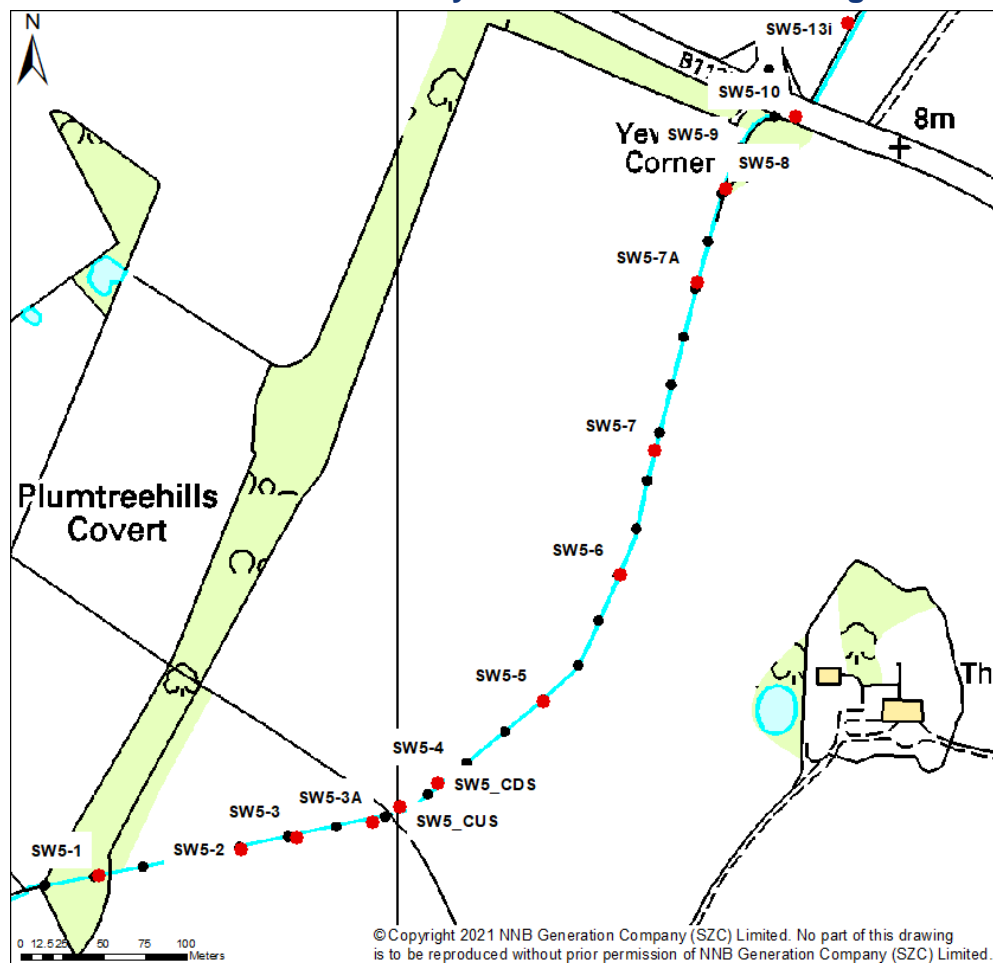 N
SW5-13i
SW5-10
8m
SW5-9
Corner
SW5-8
SW5-7A
SW5-7
Plumtreehills
Covert
SW5-6
SW5-5
Th
SW5-4
SW5_CDS
SW5-3A
SW5-3
SW5_CUS
SW5-2
SW5-1
0 12.5 25 50 75 100
Meters
© Copyright 2021 NNB Generation Company (SZC) Limited. No part of this drawing
is to be reproduced without prior permission of NNB Generation Company (SZC) Limited.